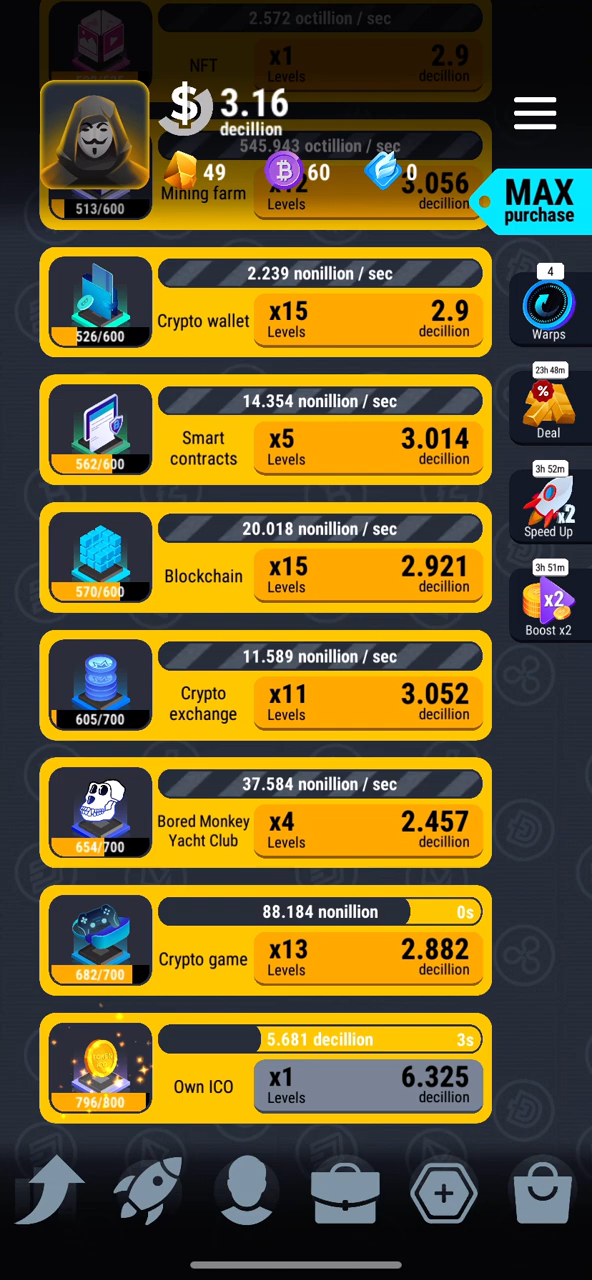 2.572 octillion / sec
NFT
x1
Levels
2.9
decillion
$ 3.16
decillion
545.943 octillion / sec
49
60
0
Mining farm
Levels
3.056
decillion
513/600
MAX
purchase
2.239 nonillion / sec
Crypto wallet
x15
Levels
2.9
decillion
526/600
4
Warps
14.354 nonillion / sec
Smart
contracts
x5
Levels
3.014
decillion
562/600
23h 48m
%
Deal
20.018 nonillion / sec
Blockchain
x15
Levels
2.921
decillion
570/600
3h 52m
x2
Speed Up
3h 51m
x2
Boost x2
11.589 nonillion / sec
Crypto
exchange
x11
Levels
3.052
decillion
605/700
37.584 nonillion / sec
Bored Monkey
Yacht Club
x4
Levels
2.457
decillion
654/700
88.184 nonillion
0s
Crypto game
x13
Levels
2.882
decillion
682/700
5.681 decillion
3s
Own ICO
x1
Levels
6.325
decillion
796/800